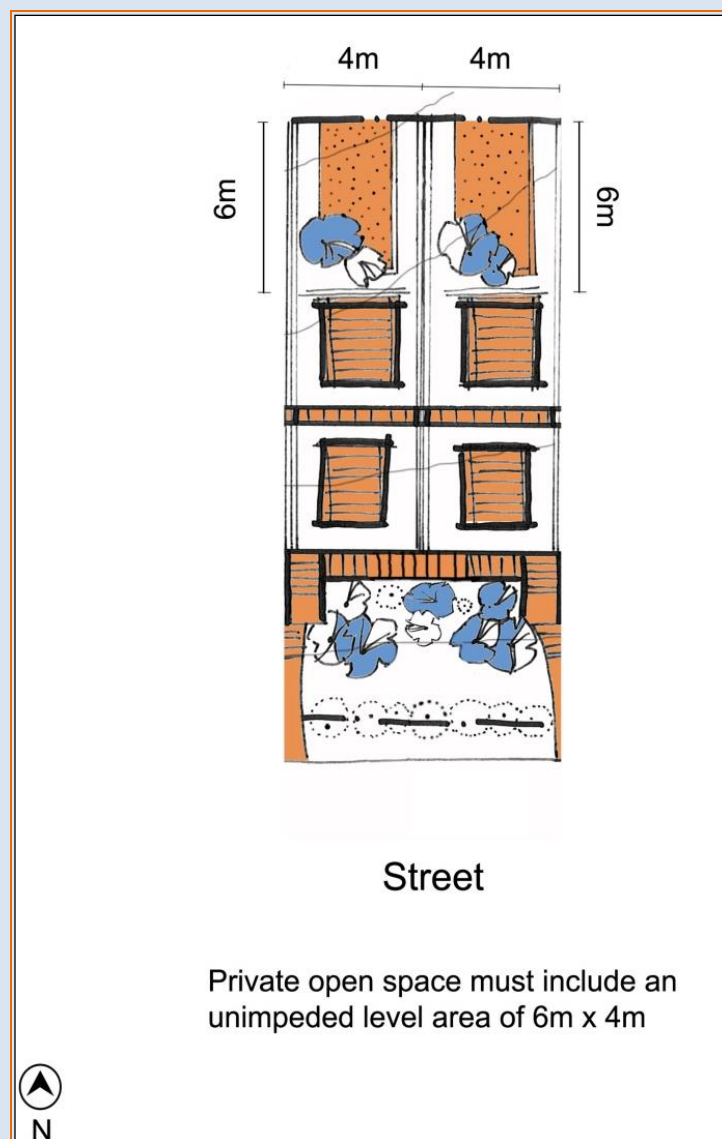 4m 4m
6m
6m
Street
Private open space must include an
unimpeded level area of 6m x 4m
N